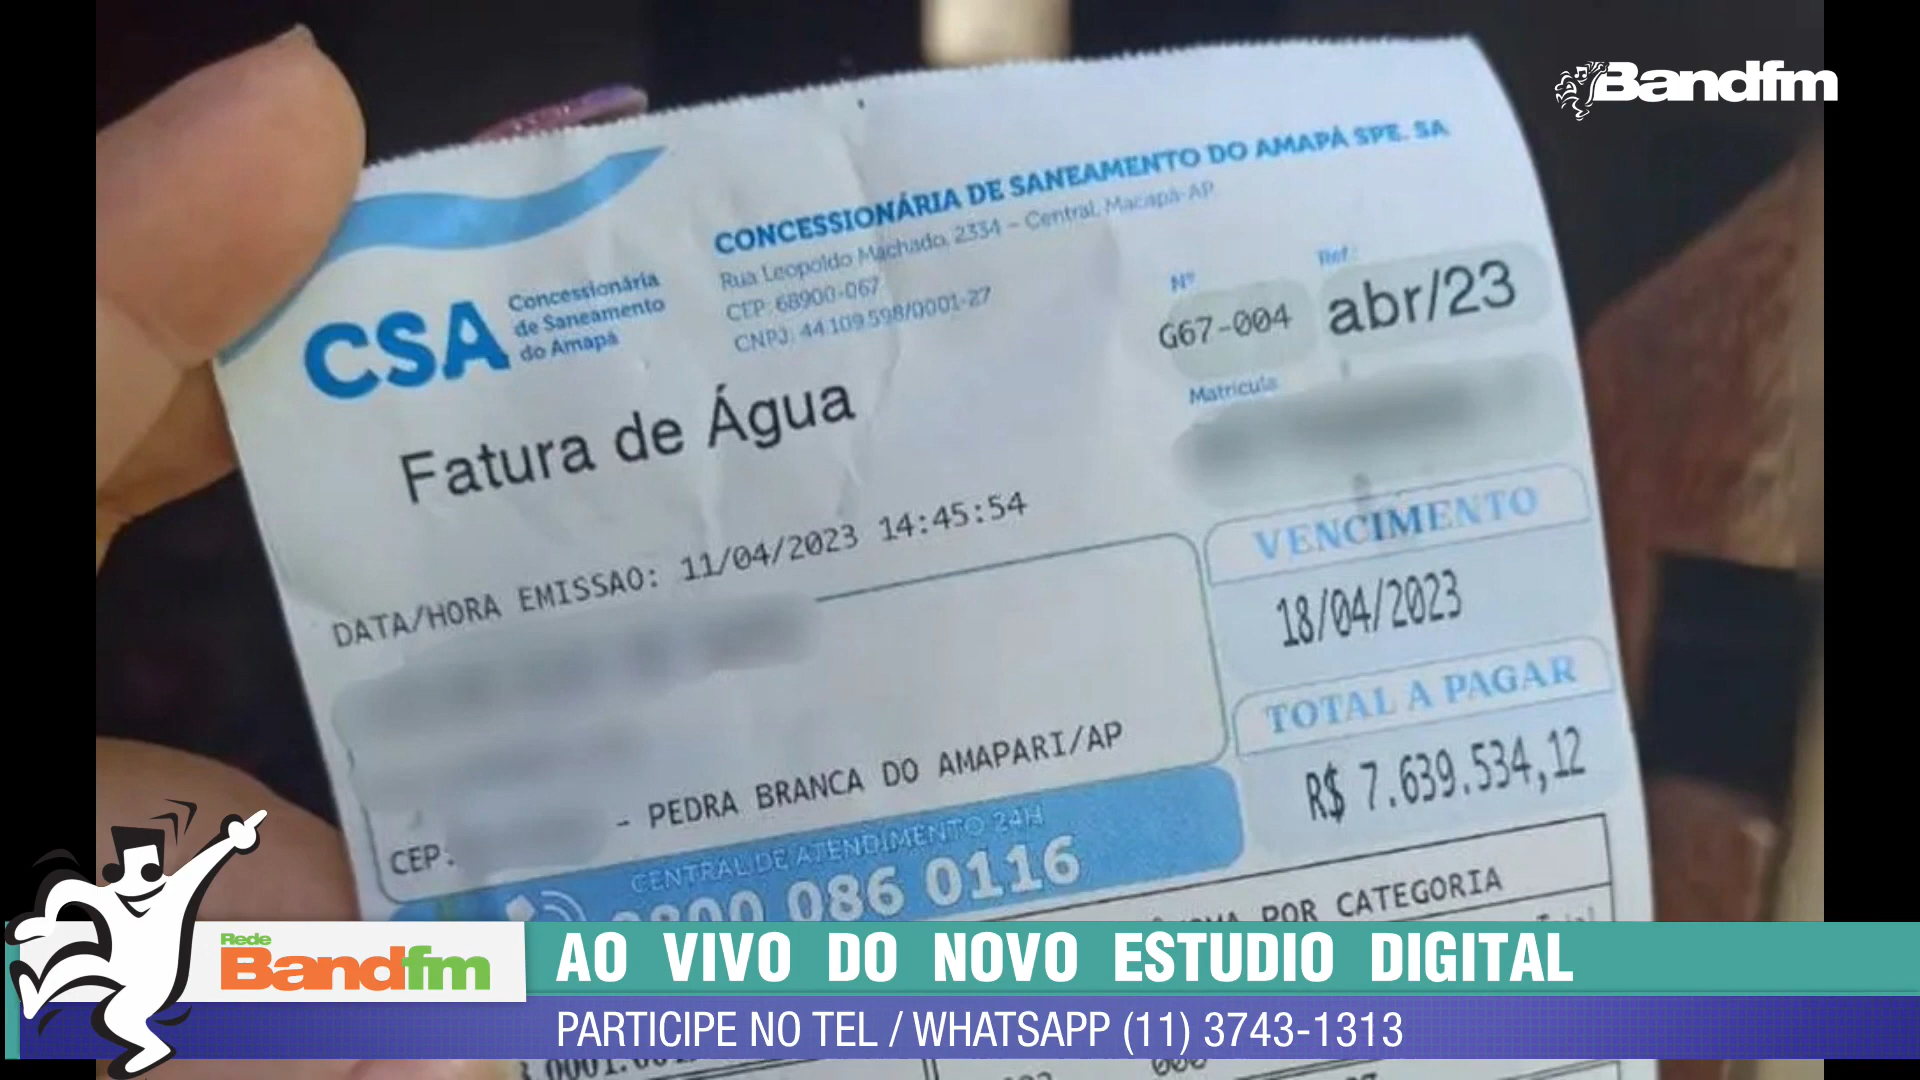 Bandfm
CONCESSIONÁRIA DE SANEAMENTO DO AMAPÁ SPE. SA
Rua Leopoldo Machado, 2334 – Central, Macapá-AP
CEP: 68900-067
CNPJ: 44.109.598/0001-27
CSA
Concessionária
de Saneamento
do Amapá
Nº
G67-004
Ref:
abr/23
Matrícula
Fatura de Água
DATA/HORA EMISSAO: 11/04/2023 14:45:54
VENCIMENTO
18/04/2023
TOTAL A PAGAR
R$ 7.639.534,12
CEP: - PEDRA BRANCA DO AMAPARI/AP
CENTRAL DE ATENDIMENTO 24H
0800 086 0116
POR CATEGORIA
Rede
Bandfm
AO VIVO DO NOVO ESTUDIO DIGITAL
PARTICIPE NO TEL / WHATSAPP (11) 3743-1313